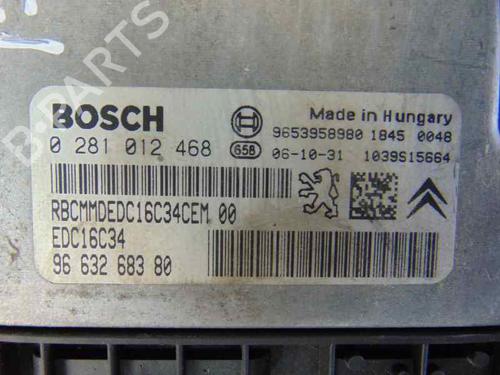 B-PARTS
BOSCH
Made in Hungary
9653958980 1845 0048
0 281 012 468
65B
06-10-31 1039S15664
RBCMMDEDC16C34CEM 00
EDC16C34
96 632 683 80